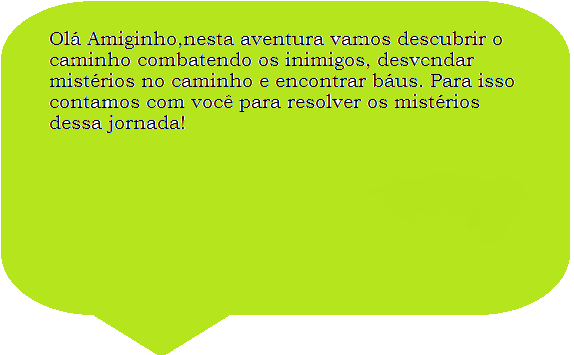 Olá Amiginho,nesta aventura vamos descubrir o
caminho combatendo os inimigos, desvendar
mistérios no caminho e encontrar báus. Para isso
contamos com você para resolver os mistérios
dessa jornada!